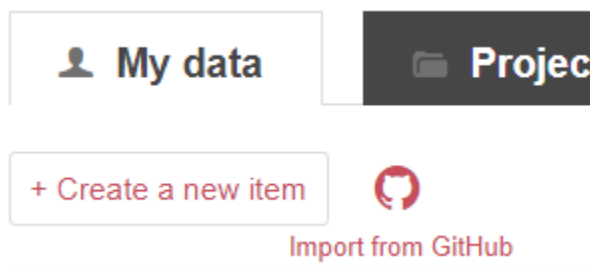 My data
Projec
+ Create a new item
Import from GitHub